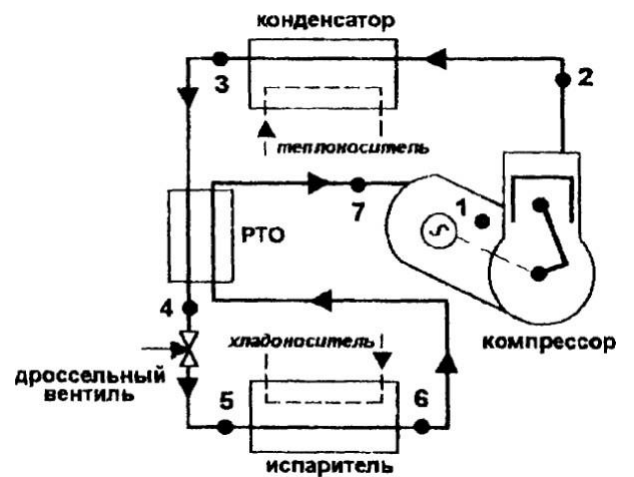 конденсатор
3
2
теплоноситель
7
1
РТО
4
хладоноситель
компрессор
дроссельный
вентиль
5
6
испаритель